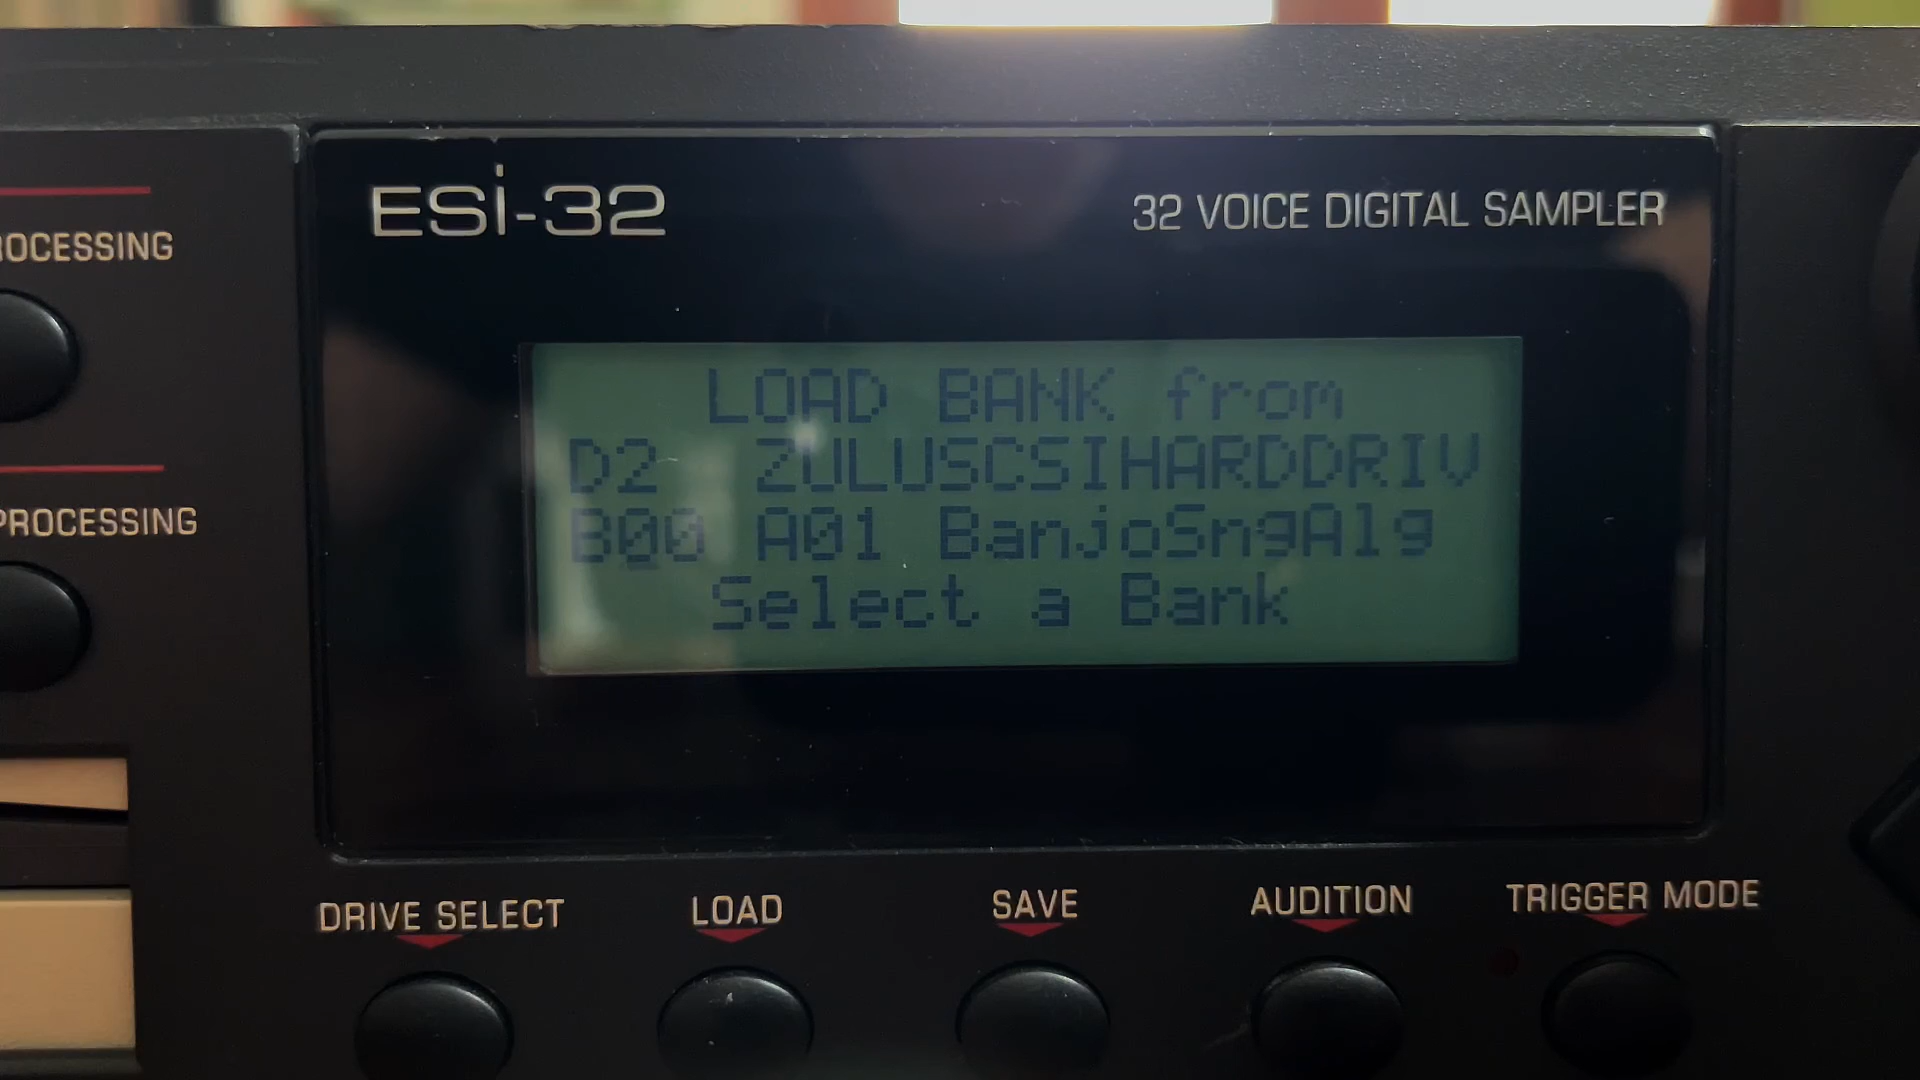 ESi-32
32 VOICE DIGITAL SAMPLER
ROCESSING
PROCESSING
LOAD BANK from
D2 ZULUSCSIHARDDRIV
B00 A01 BanjoSngAlg
Select a Bank
DRIVE SELECT
LOAD
SAVE
AUDITION
TRIGGER MODE